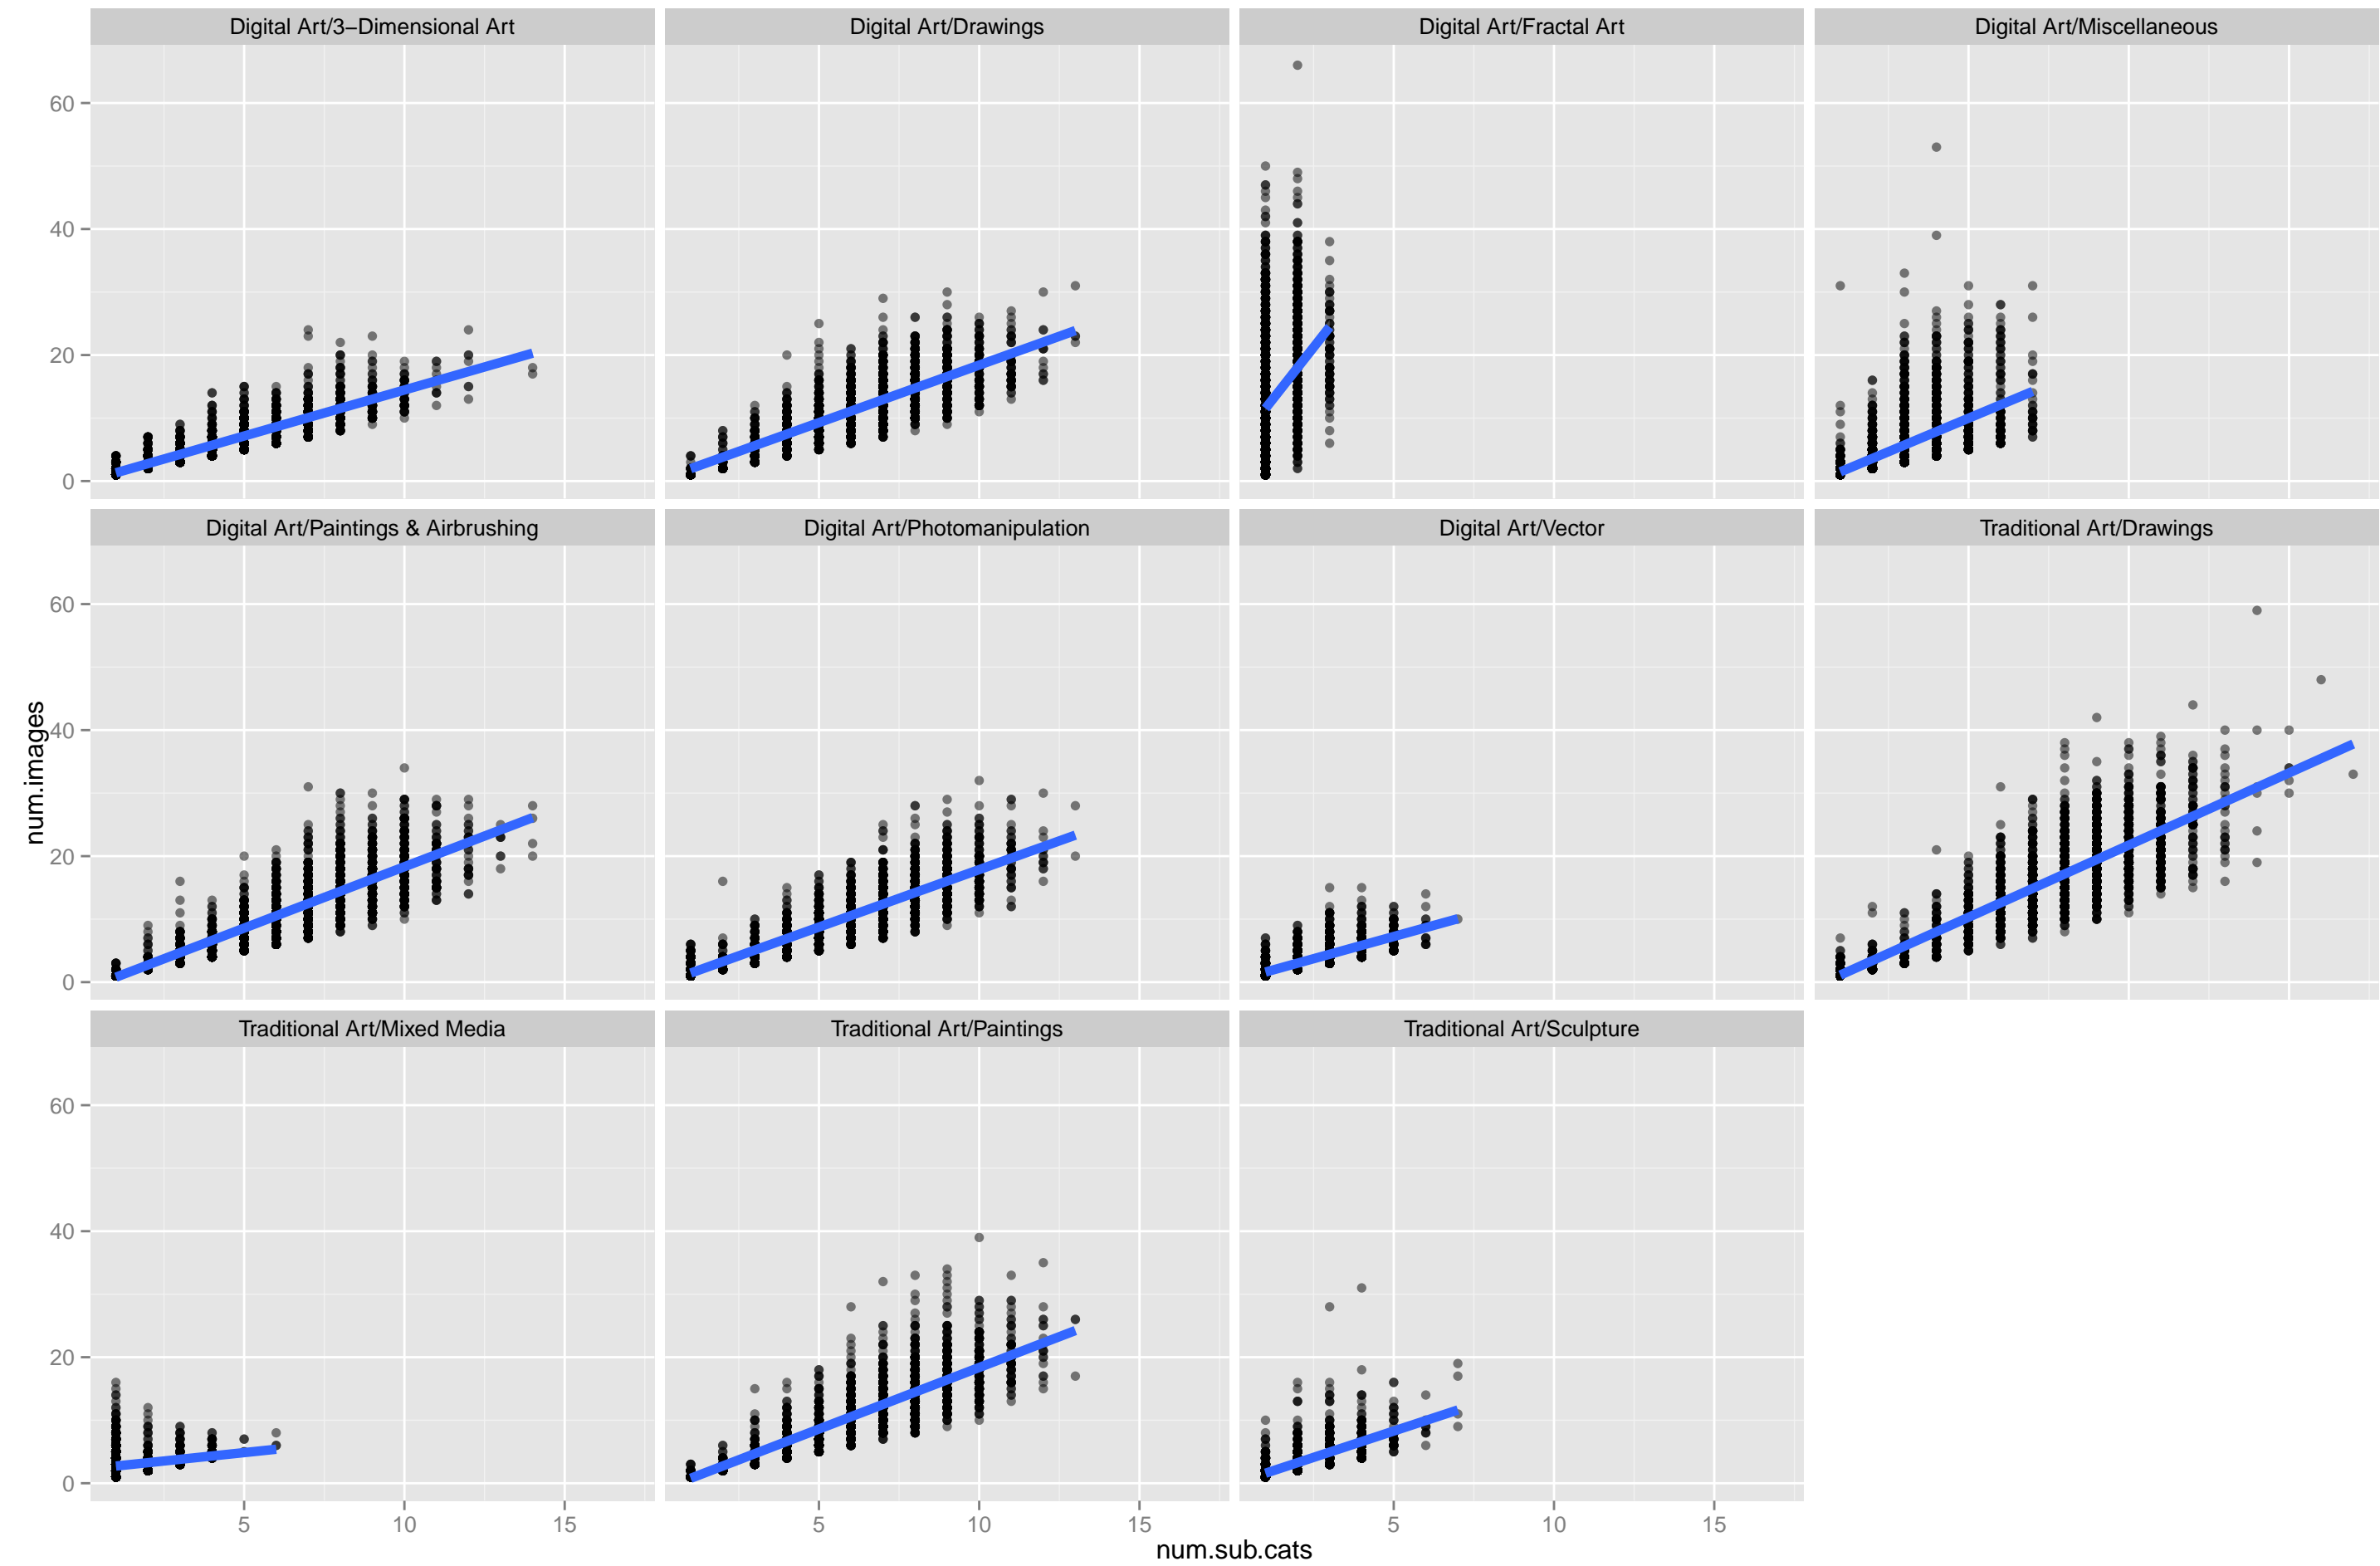 Digital Art/3−Dimensional Art
Digital Art/Drawings
Digital Art/Fractal Art
Digital Art/Miscellaneous
60
40
20
0
Digital Art/Paintings & Airbrushing
Digital Art/Photomanipulation
Digital Art/Vector
Traditional Art/Drawings
60
40
20
0
num.images
Traditional Art/Mixed Media
Traditional Art/Paintings
Traditional Art/Sculpture
60
40
20
0
5 10 15
5 10 15
5 10 15
num.sub.cats